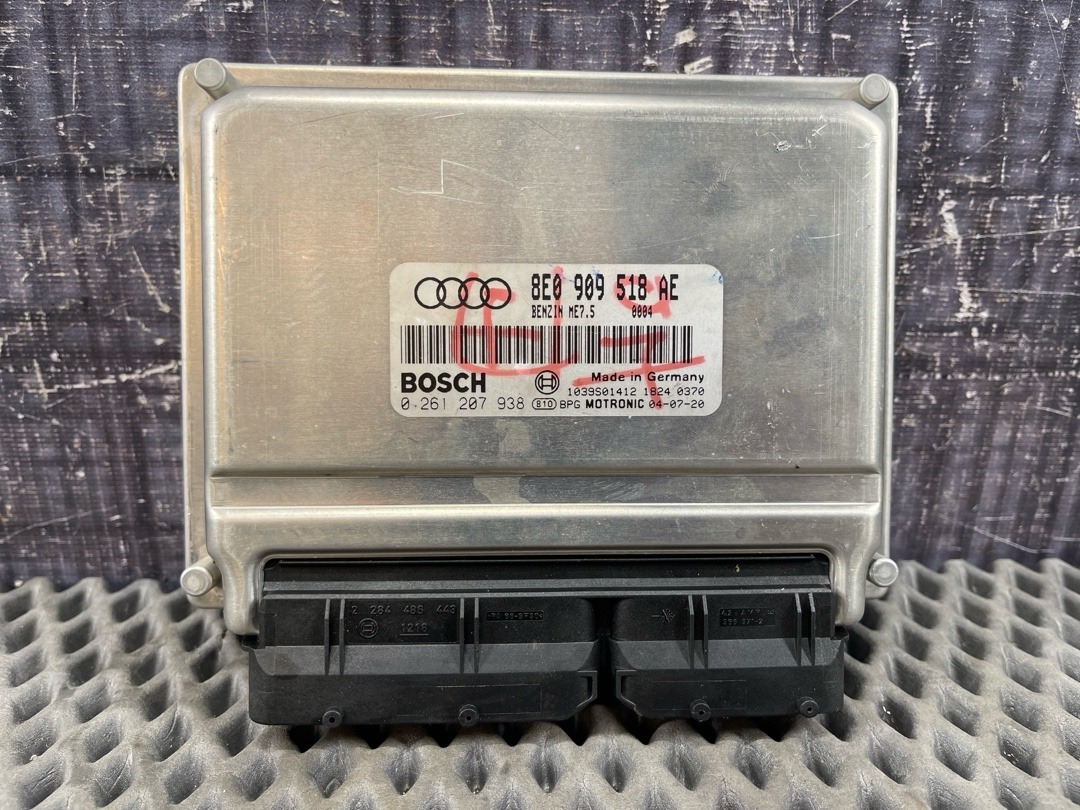 8E0 909 518 AE
BENZIN ME7.5 0004
BOSCH Made in Germany
1039S01412 1824 0370
0 261 207 938 810 BPG MOTRONIC 04-07-20
2 284 486 443
1216